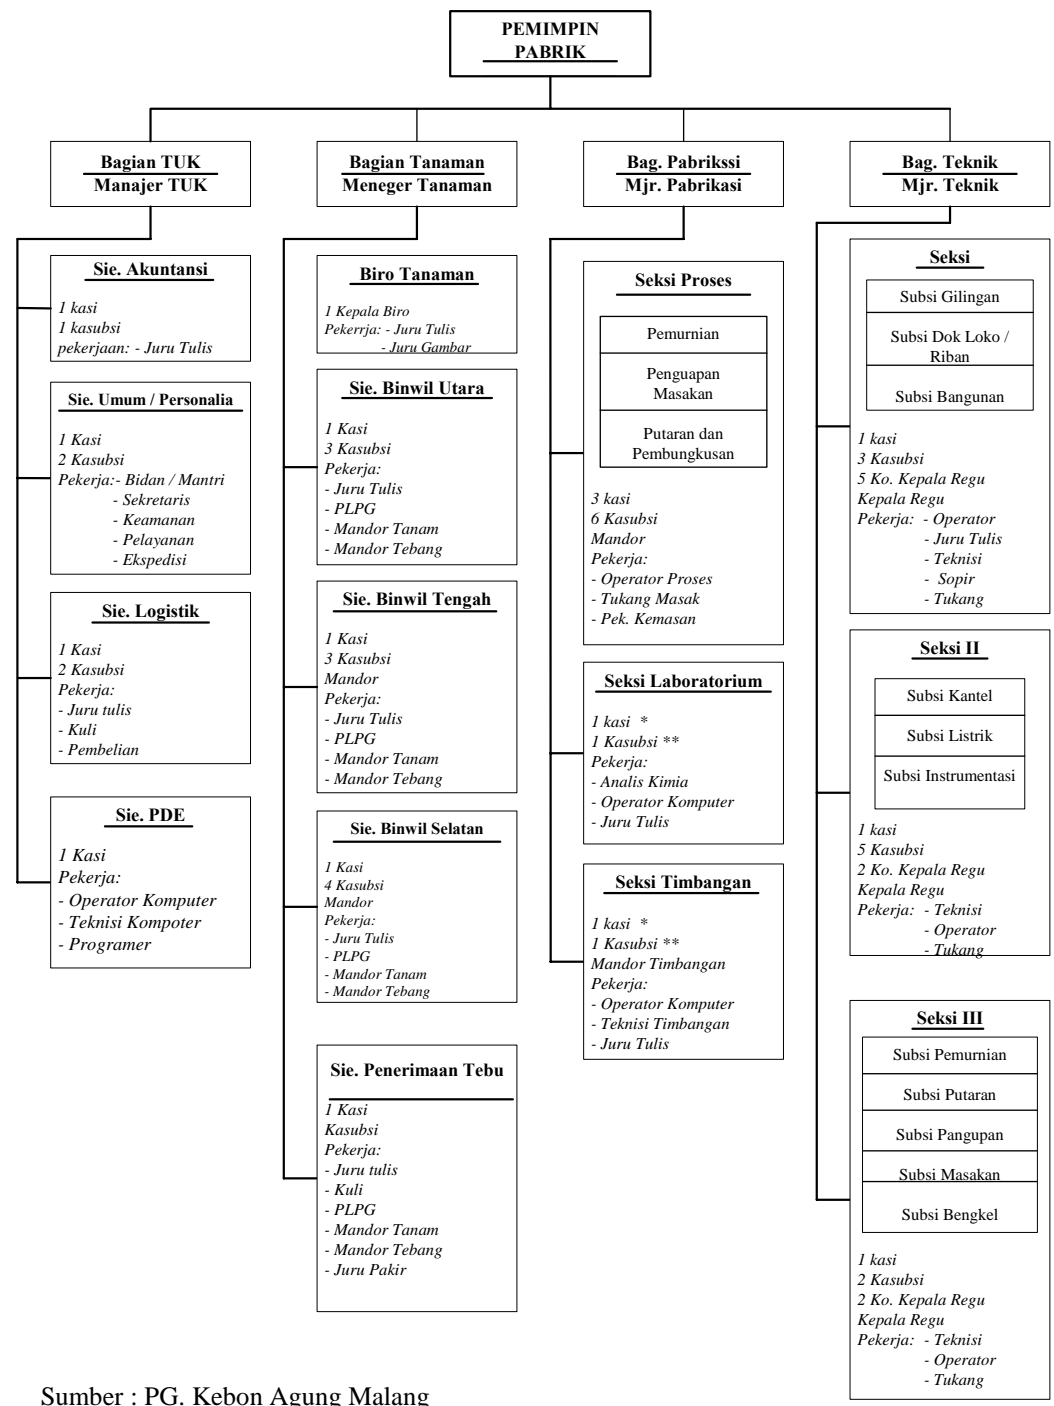 PEMIMPIN
PABRIK
Bagian TUK
Manajer TUK
Sie. Akuntansi
1 kasi
1 kasubsi
pekerjaan: - Juru Tulis
Sie. Umum / Personalia
1 Kasi
2 Kasubsi
Pekerja:- Bidan / Mantri
- Sekretaris
- Keamanan
- Pelayanan
- Ekspedisi
Sie. Logistik
1 Kasi
2 Kasubsi
Pekerja:
- Juru tulis
- Kuli
- Pembelian
Sie. PDE
1 Kasi
Pekerja:
- Operator Komputer
- Teknisi Kompoter
- Programer
Bagian Tanaman
Meneger Tanaman
Biro Tanaman
1 Kepala Biro
Pekerrja: - Juru Tulis
- Juru Gambar
Sie. Binwil Utara
1 Kasi
3 Kasubsi
Pekerja:
- Juru Tulis
- PLPG
- Mandor Tanam
- Mandor Tebang
Sie. Binwil Tengah
1 Kasi
3 Kasubsi
Mandor
Pekerja:
- Juru Tulis
- PLPG
- Mandor Tanam
- Mandor Tebang
Sie. Binwil Selatan
1 Kasi
4 Kasubsi
Mandor
Pekerja:
- Juru Tulis
- PLPG
- Mandor Tanam
- Mandor Tebang
Sie. Penerimaan Tebu
1 Kasi
Kasubsi
Pekerja:
- Juru tulis
- Kuli
- PLPG
- Mandor Tanam
- Mandor Tebang
- Juru Pakir
Bag. Pabrikssi
Mjr. Pabrikasi
Seksi Proses
Pemurnian
Penguapan
Masakan
Putaran dan
Pembungkusan
3 kasi
6 Kasubsi
Mandor
Pekerja:
- Operator Proses
- Tukang Masak
- Pek. Kemasan
Seksi Laboratorium
1 kasi *
1 Kasubsi **
Pekerja:
- Analis Kimia
- Operator Komputer
- Juru Tulis
Seksi Timbangan
1 kasi *
1 Kasubsi **
Mandor Timbangan
Pekerja:
- Operator Komputer
- Teknisi Timbangan
- Juru Tulis
Bag. Teknik
Mjr. Teknik
Seksi
Subsi Gilingan
Subsi Dok Loko /
Riban
Subsi Bangunan
1 kasi
3 Kasubsi
5 Ko. Kepala Regu
Kepala Regu
Pekerja: - Operator
- Juru Tulis
- Teknisi
- Sopir
- Tukang
Seksi II
Subsi Kantel
Subsi Listrik
Subsi Instrumentasi
1 kasi
5 Kasubsi
2 Ko. Kepala Regu
Kepala Regu
Pekerja: - Teknisi
- Operator
- Tukang
Seksi III
Subsi Pemurnian
Subsi Putaran
Subsi Pangupan
Subsi Masakan
Subsi Bengkel
1 kasi
2 Kasubsi
2 Ko. Kepala Regu
Kepala Regu
Pekerja: - Teknisi
- Operator
- Tukang
Sumber : PG. Kebon Agung Malang